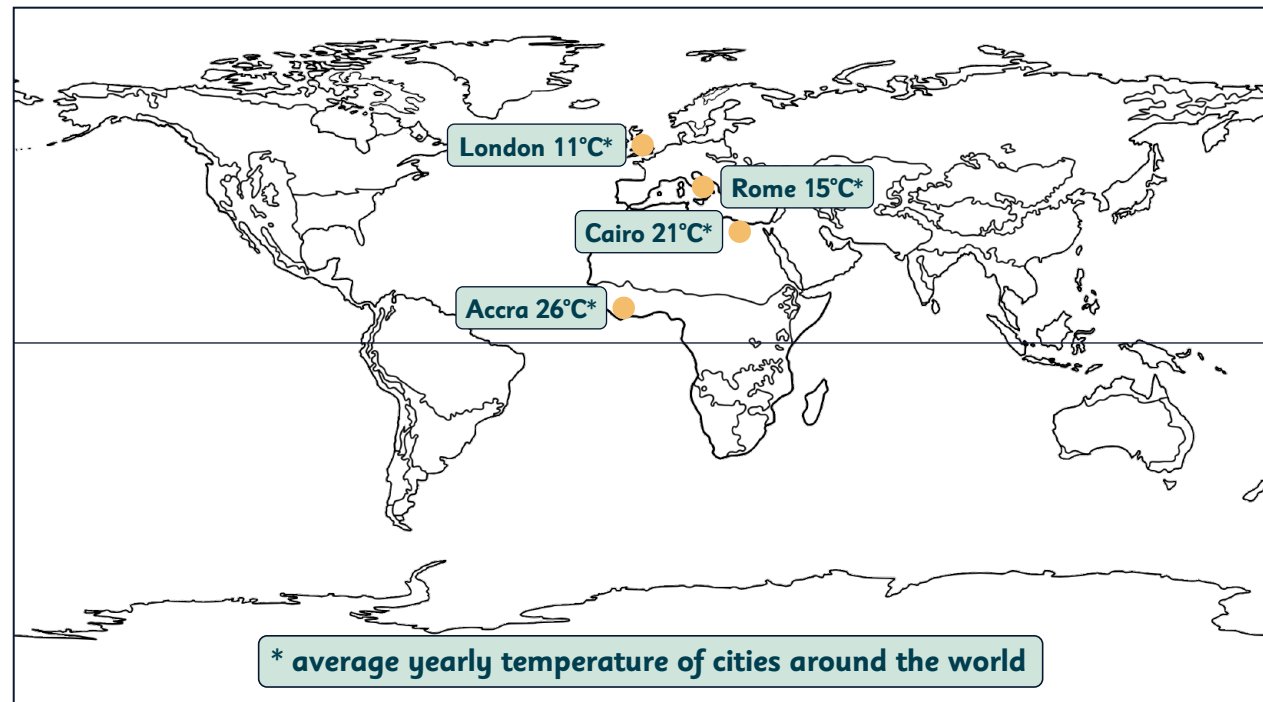 London 11°C*
Rome 15°C*
Cairo 21°C*
Accra 26°C*
* average yearly temperature of cities around the world